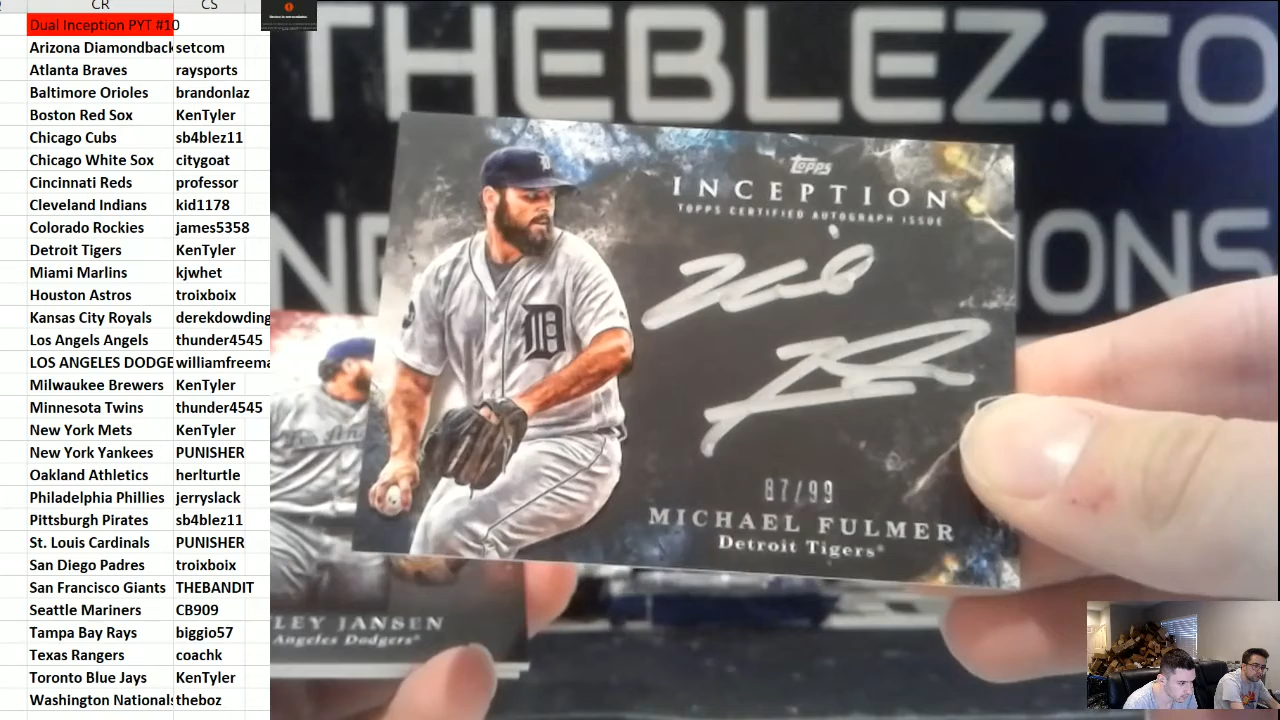 CR CS
Dual Inception PYT #10
Arizona Diamondback setcom
Atlanta Braves raysports
Baltimore Orioles brandonlaz
Boston Red Sox KenTyler
Chicago Cubs sb4blez11
Chicago White Sox citygoat
Cincinnati Reds professor
Cleveland Indians kid1178
Colorado Rockies james5358
Detroit Tigers KenTyler
Miami Marlins kjwhet
Houston Astros troixboix
Kansas City Royals derekdowding
Los Angels Angels thunder4545
LOS ANGELES DODGE williamfreema
Milwaukee Brewers KenTyler
Minnesota Twins thunder4545
New York Mets KenTyler
New York Yankees PUNISHER
Oakland Athletics herlturtle
Philadelphia Phillies jerryslack
Pittsburgh Pirates sb4blez11
St. Louis Cardinals PUNISHER
San Diego Padres troixboix
San Francisco Giants THEBANDIT
Seattle Mariners CB909
Tampa Bay Rays biggio57
Texas Rangers coachk
Toronto Blue Jays KenTyler
Washington Nationals theboz
THEBLEZ.CO
ONS
TOPPS
INCEPTION
TOPPS CERTIFIED AUTOGRAPH ISSUE
D
87/99
MICHAEL FULMER
Detroit Tigers®
LEY JANSEN
Angeles Dodgers®